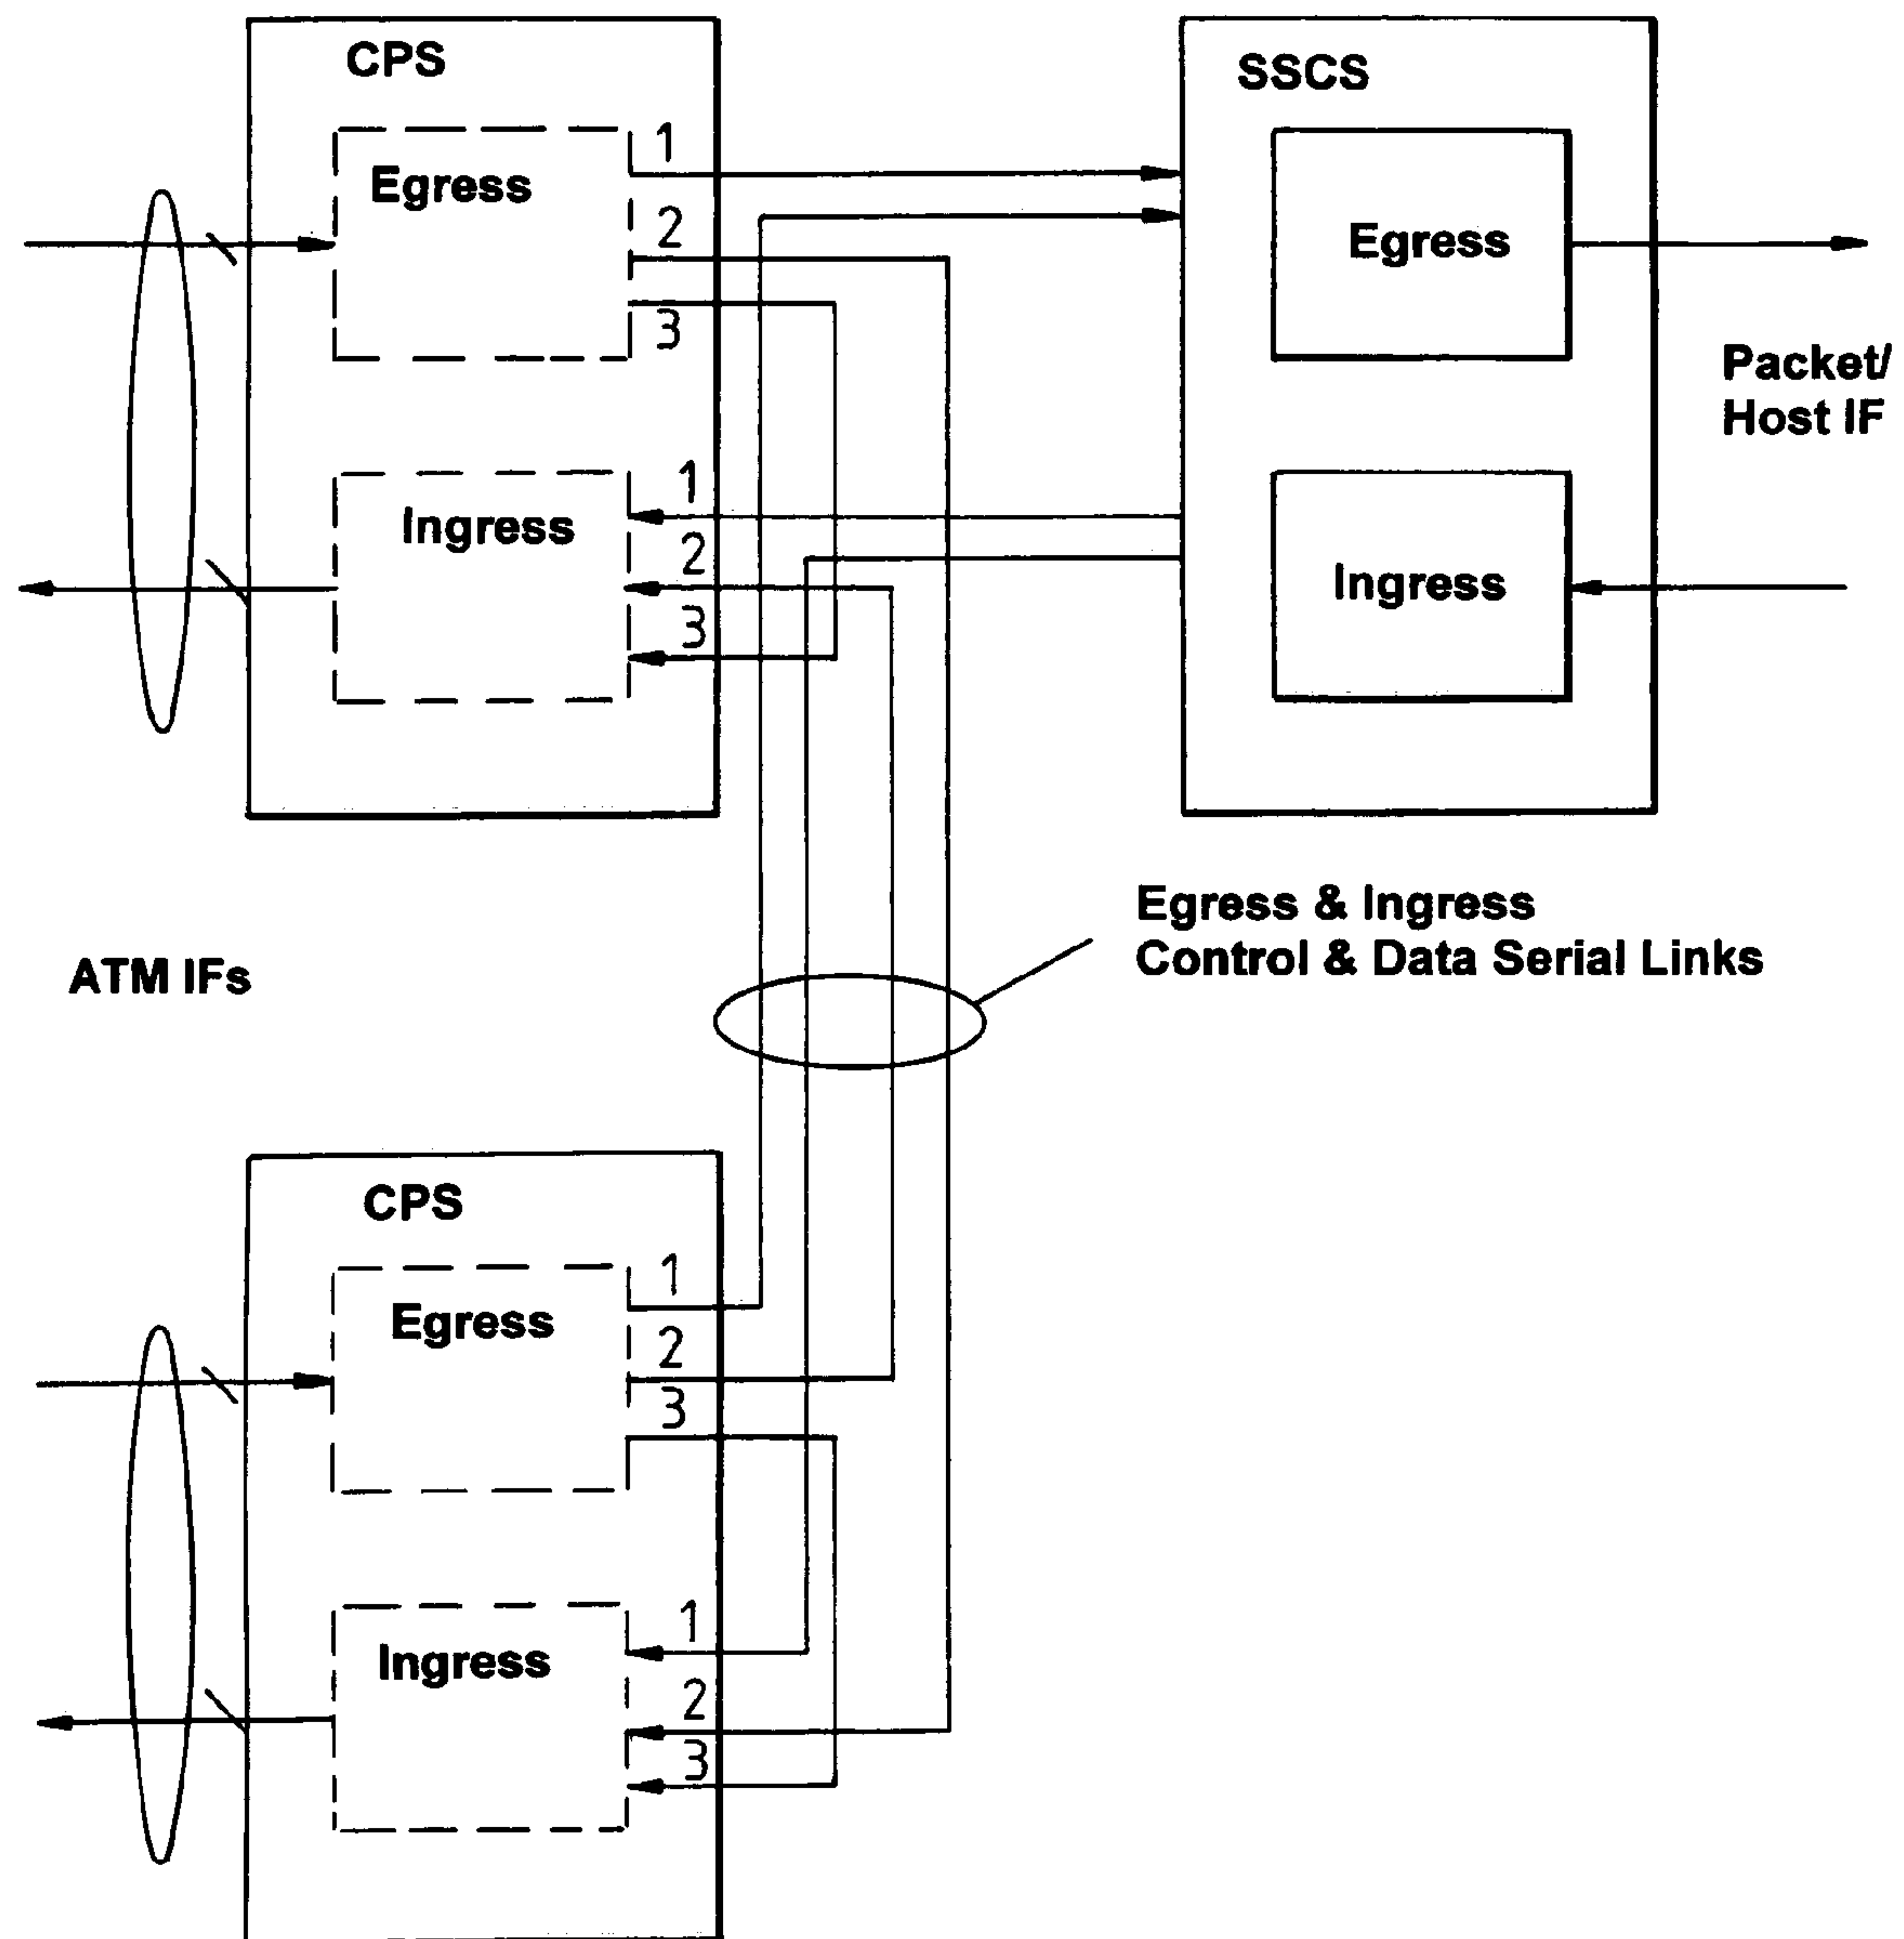 CPS
Egress
1
2
3
Ingress
1
2
3
SSCS
Egress
Ingress
Packet/
Host IF
Egress & Ingress
Control & Data Serial Links
ATM IFs
CPS
Egress
1
2
3
Ingress
1
2
3